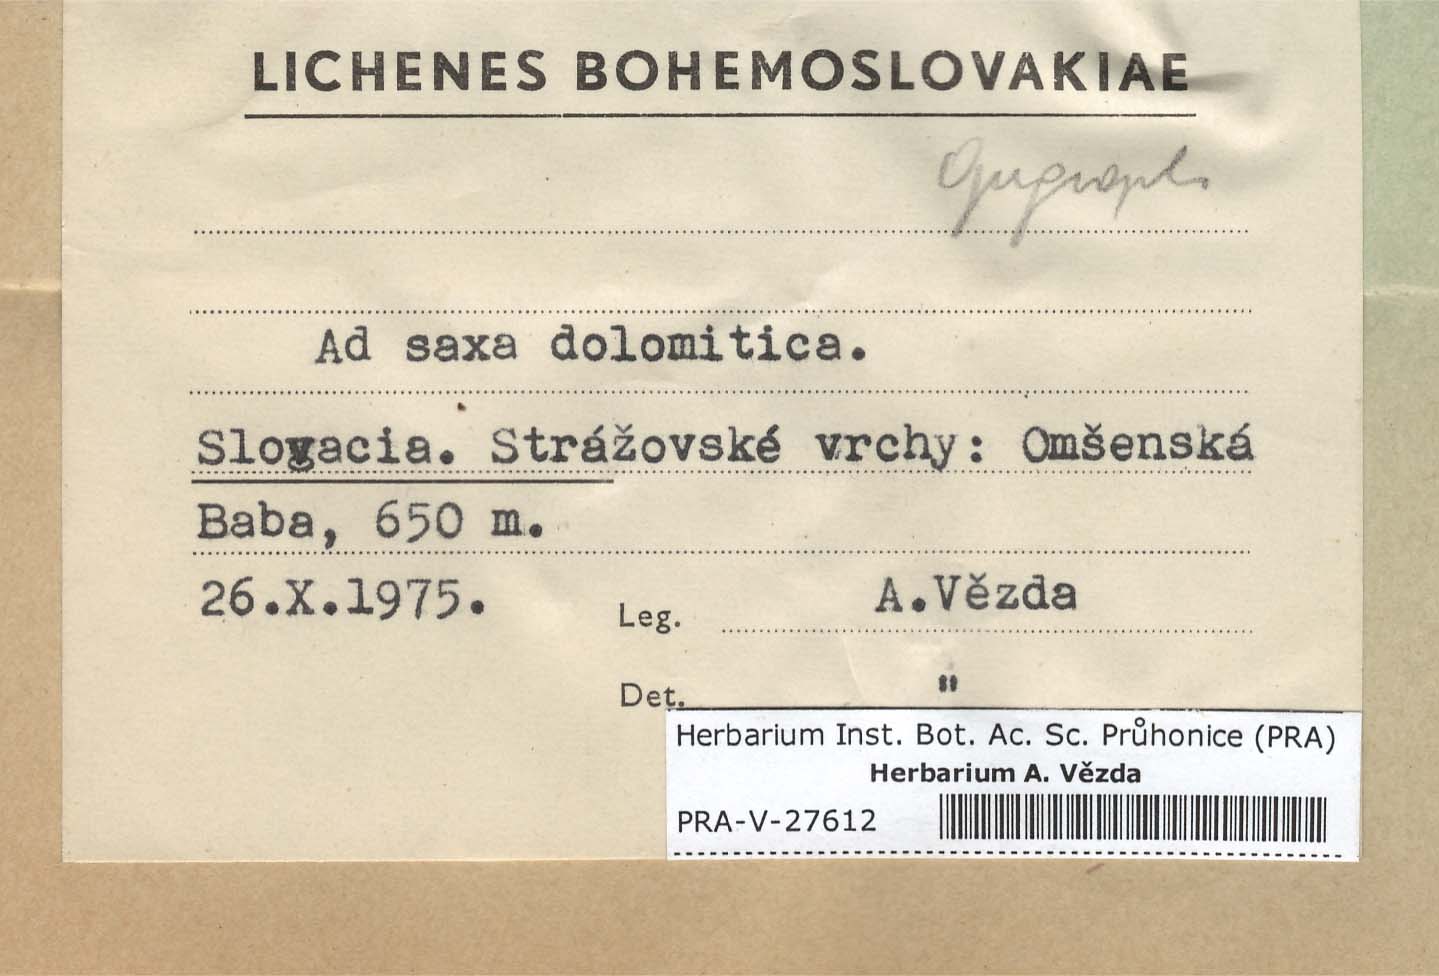 LICHENES BOHEMOSLOVAKIAE
Ad saxa dolomitica.
Slovacia. Strážovské vrchy: Omšenská
Baba, 650 m.
26.X.1975.
Leg. A.Vězda
Det. "
Herbarium Inst. Bot. Ac. Sc. Průhonice (PRA)
Herbarium A. Vězda
PRA-V-27612